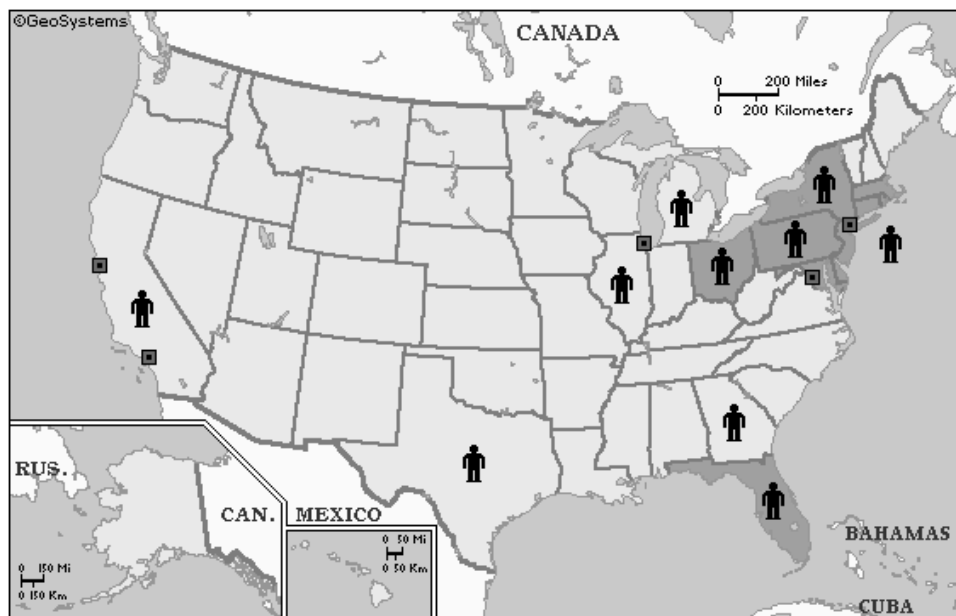 ©GeoSystems
CANADA
0 200 Miles
0 200 Kilometers
RUS.
CAN.
MEXICO
0 150 Mi
0 150 Km
0 50 Mi
0 50 Km
BAHAMAS
CUBA